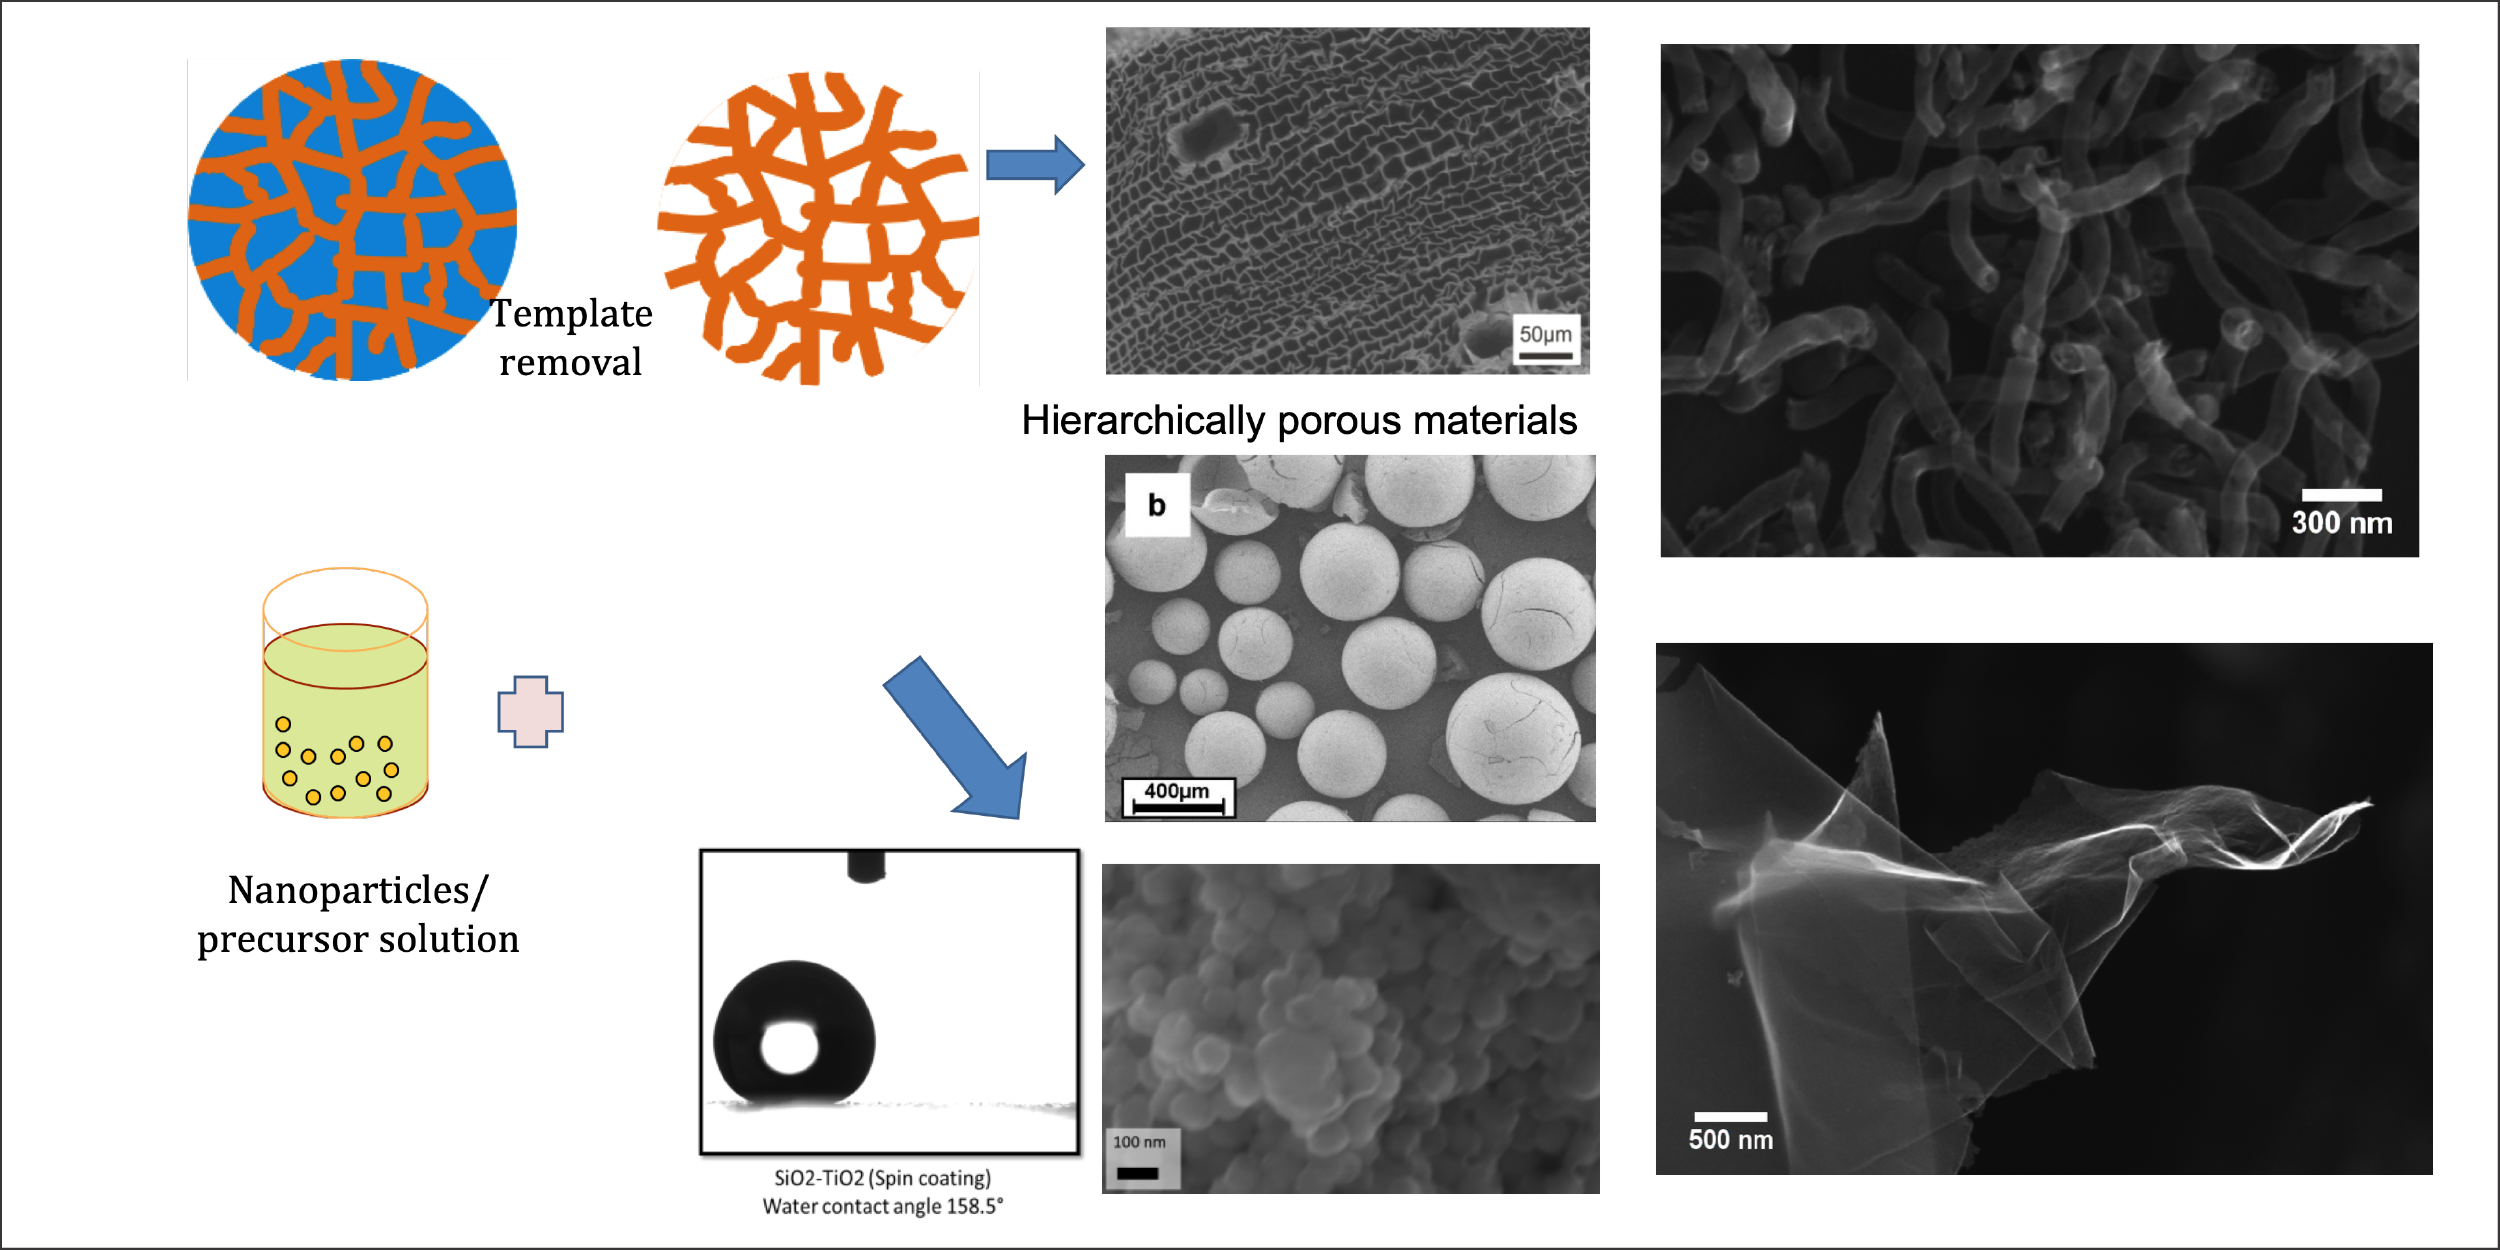 Template
removal
50µm
Hierarchically porous materials
300 nm
b
400µm
Nanoparticles/
precursor solution
100 nm
500 nm
SiO2-TiO2 (Spin coating)
Water contact angle 158.5°